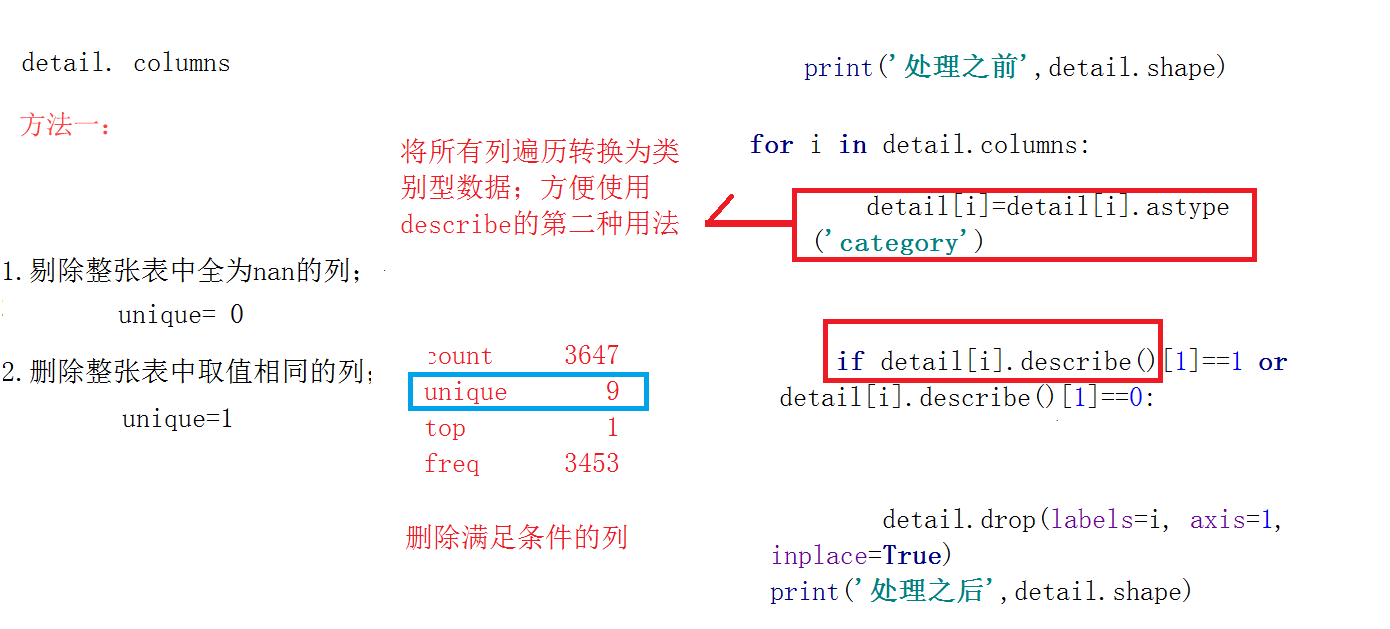 detail. columns
方法一：
1.剔除整张表中全为nan的列；
unique= 0
2.删除整张表中取值相同的列；
unique=1
将所有列遍历转换为类
别型数据；方便使用
describe的第二种用法
count 3647
unique 9
top 1
freq 3453
删除满足条件的列
print('处理之前',detail.shape)
for i in detail.columns:
detail[i]=detail[i].astype
('category')
if detail[i].describe()[1]==1 or
detail[i].describe()[1]==0:
detail.drop(labels=i, axis=1,
inplace=True)
print('处理之后',detail.shape)